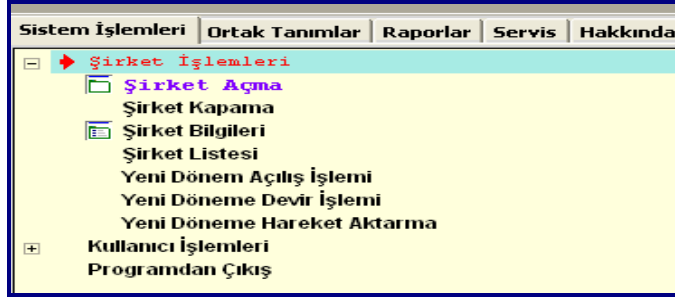 Sistem İşlemleri Ortak Tanımlar Raporlar Servis Hakkında
Şirket İşlemleri
Şirket Açma
Şirket Kapama
Şirket Bilgileri
Şirket Listesi
Yeni Dönem Açılış İşlemi
Yeni Döneme Devir İşlemi
Yeni Döneme Hareket Aktarma
Kullanıcı İşlemleri
Programdan Çıkış